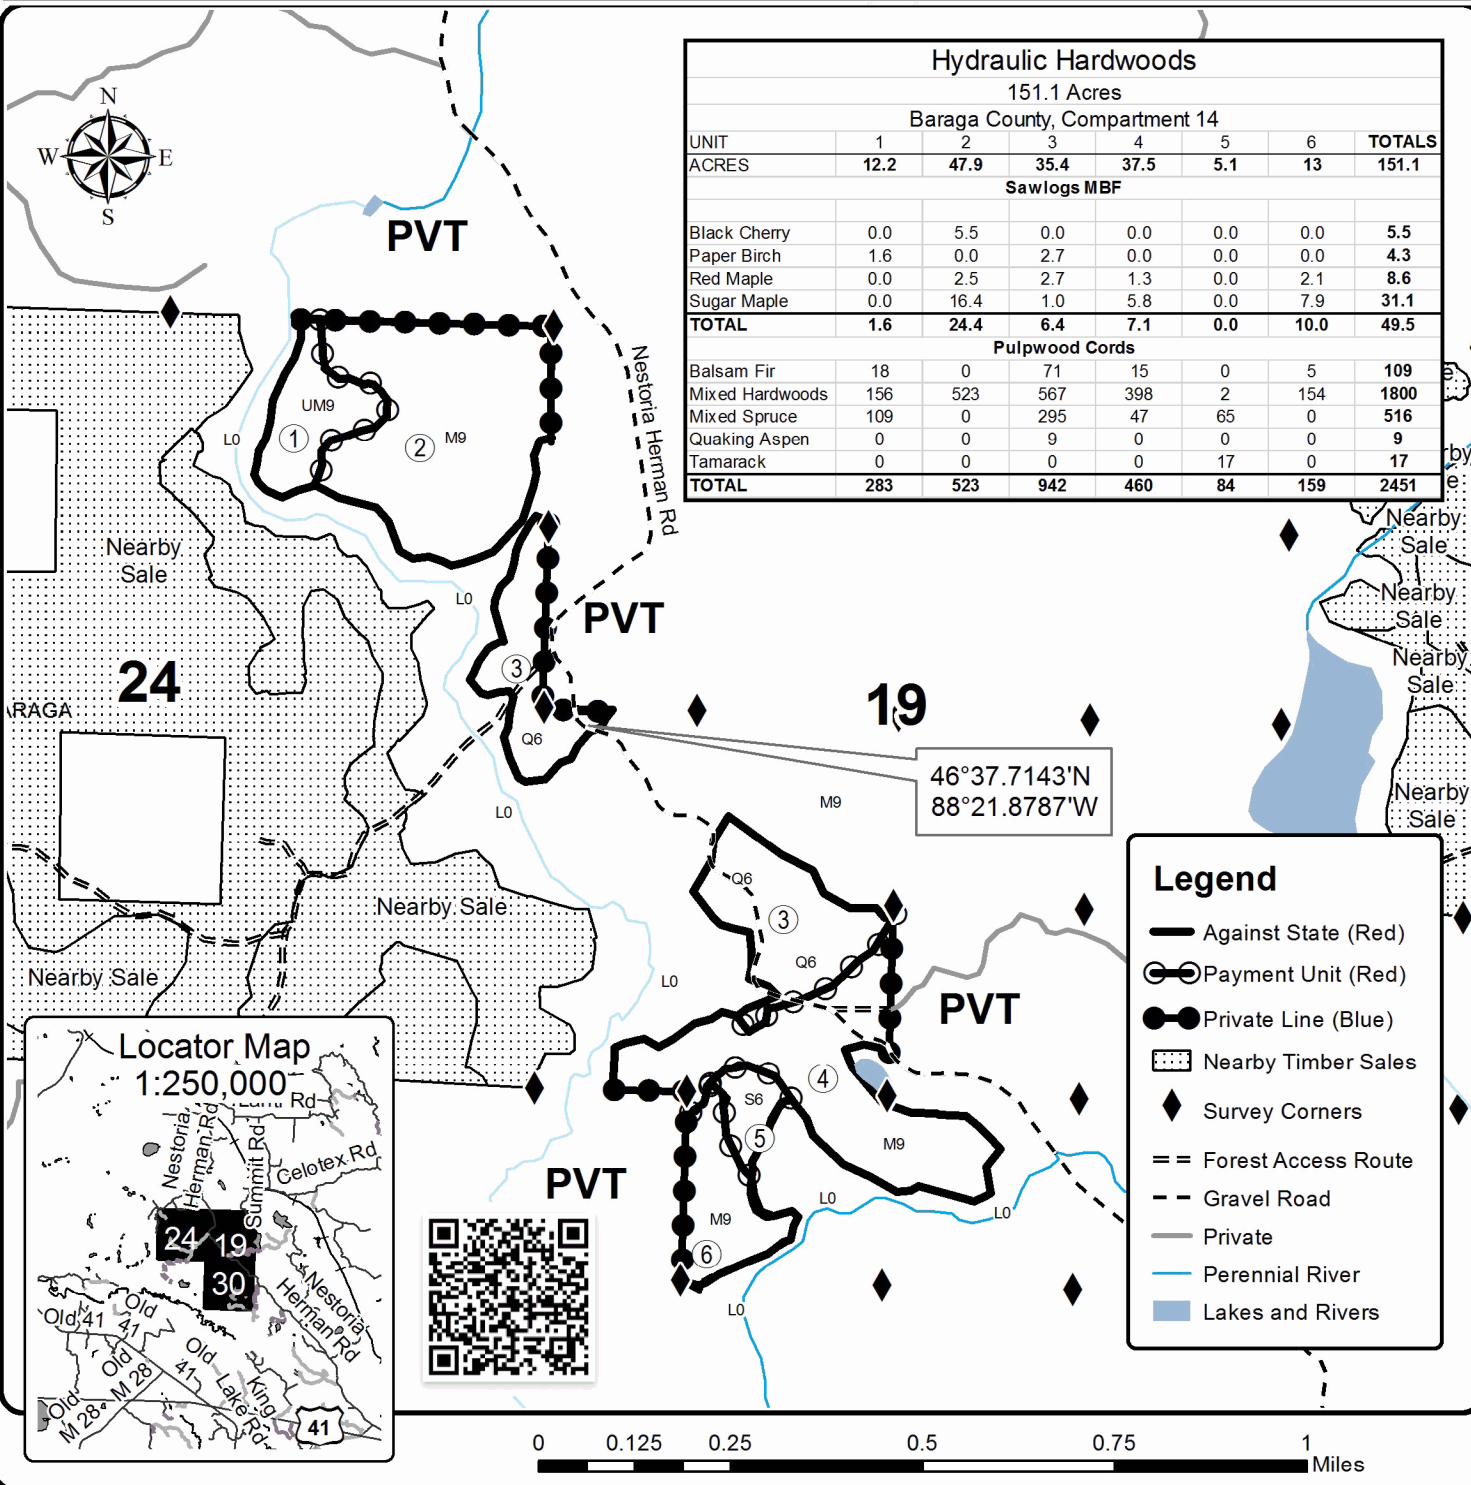 Hydraulic Hardwoods
151.1 Acres
Baraga County, Compartment 14
UNIT 1 2 3 4 5 6 TOTALS
ACRES 12.2 47.9 35.4 37.5 5.1 13 151.1
Sawlogs MBF
Black Cherry 0.0 5.5 0.0 0.0 0.0 0.0 5.5
Paper Birch 1.6 0.0 2.7 0.0 0.0 0.0 4.3
Red Maple 0.0 2.5 2.7 1.3 0.0 2.1 8.6
Sugar Maple 0.0 16.4 1.0 5.8 0.0 7.9 31.1
TOTAL 1.6 24.4 6.4 7.1 0.0 10.0 49.5
Pulpwood Cords
Balsam Fir 18 0 71 15 0 5 109
Mixed Hardwoods 156 523 567 398 2 154 1800
Mixed Spruce 109 0 295 47 65 0 516
Quaking Aspen 0 0 9 0 0 0 9
Tamarack 0 0 0 0 17 0 17
TOTAL 283 523 942 460 84 159 2451
N
W E
S
PVT
Nestoria Herman Rd
UM9
1
2
M9
L0
Nearby
Sale
L0
PVT
3
24
19
Q6
46°37.7143'N
88°21.8787'W
L0
M9
Nearby
Sale
Nearby
Sale
Nearby
Sale
Nearby
Sale
Q6
3
Q6
Nearby Sale
Nearby Sale
L0
PVT
4
S6
5
M9
PVT
M9
6
L0
L0
L0
Legend
Against State (Red)
Payment Unit (Red)
Private Line (Blue)
Nearby Timber Sales
Survey Corners
Forest Access Route
Gravel Road
Private
Perennial River
Lakes and Rivers
Locator Map
1:250,000
Rd
Nestoria
Herman Rd
Summit Rd
Celotex Rd
24
19
30
Nestoria
Herman Rd
Old 41
Old
41
Old
41
Old
M 28
Old
M 28
King
Lake Rd
41
0 0.125 0.25 0.5 0.75 1
Miles